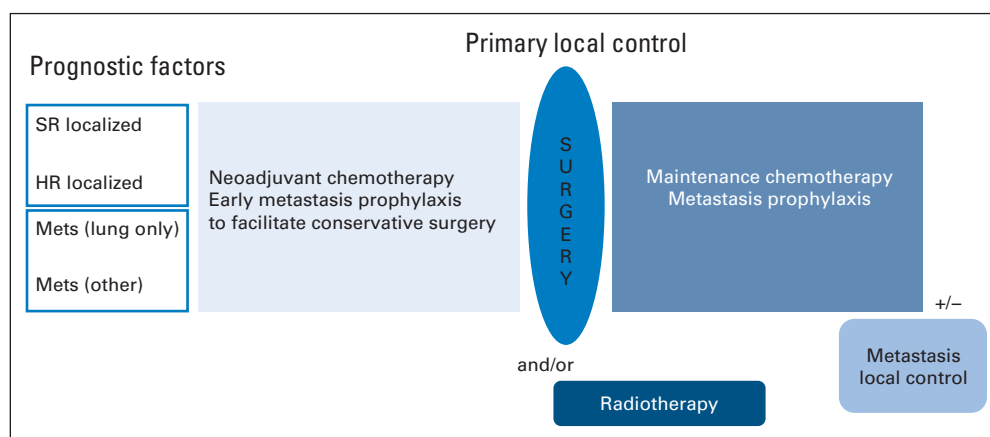 Primary local control
Prognostic factors
SR localized
HR localized
Mets (lung only)
Mets (other)
Neoadjuvant chemotherapy
Early metastasis prophylaxis
to facilitate conservative surgery
SURGERY
Maintenance chemotherapy
Metastasis prophylaxis
+/–
Metastasis
local control
and/or
Radiotherapy